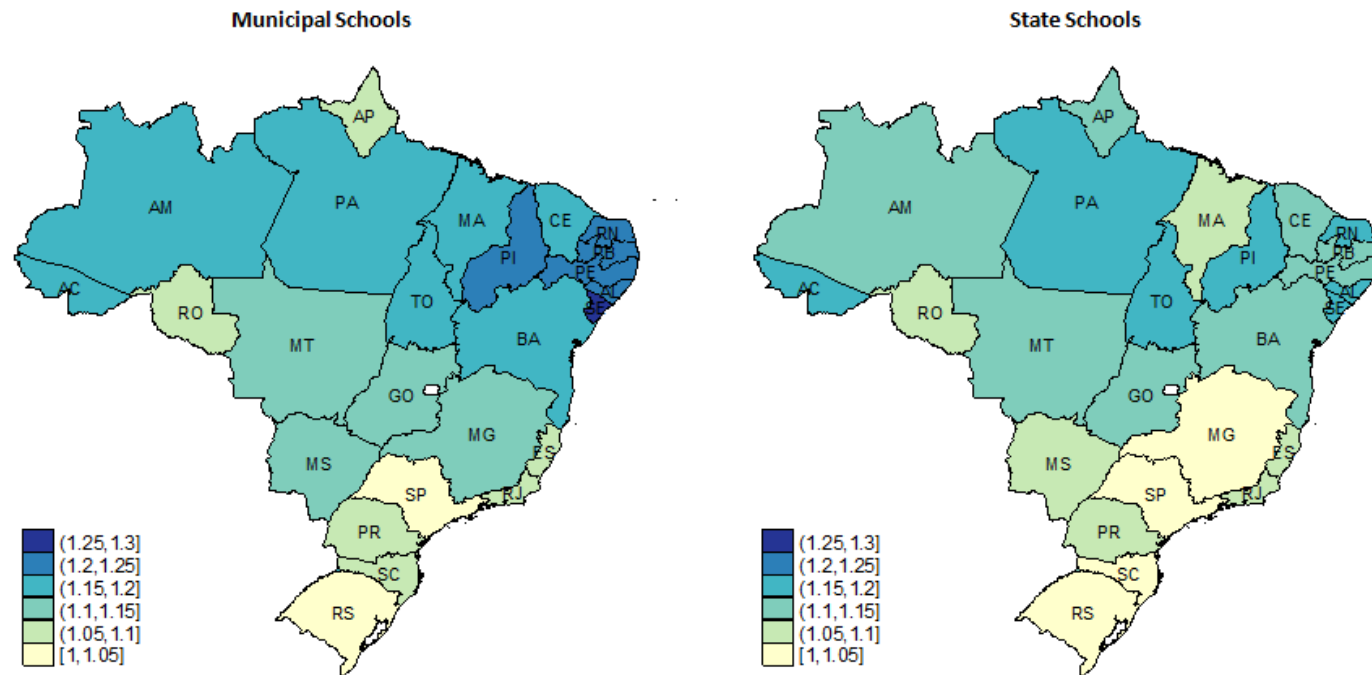 Municipal Schools
AP
AM
PA
MA
CE
RN
RB
PI
PE
AL
SE
AC
TO
RO
BA
MT
GO
MG
MS
ES
SP
RJ
PR
SC
RS
(1.25, 1.3]
(1.2, 1.25]
(1.15, 1.2]
(1.1, 1.15]
(1.05, 1.1]
[1, 1.05]
State Schools
AP
AM
PA
MA
CE
RN
RB
PI
PE
AL
SE
AC
TO
RO
BA
MT
GO
MG
MS
ES
SP
RJ
PR
SC
RS
(1.25, 1.3]
(1.2, 1.25]
(1.15, 1.2]
(1.1, 1.15]
(1.05, 1.1]
[1, 1.05]